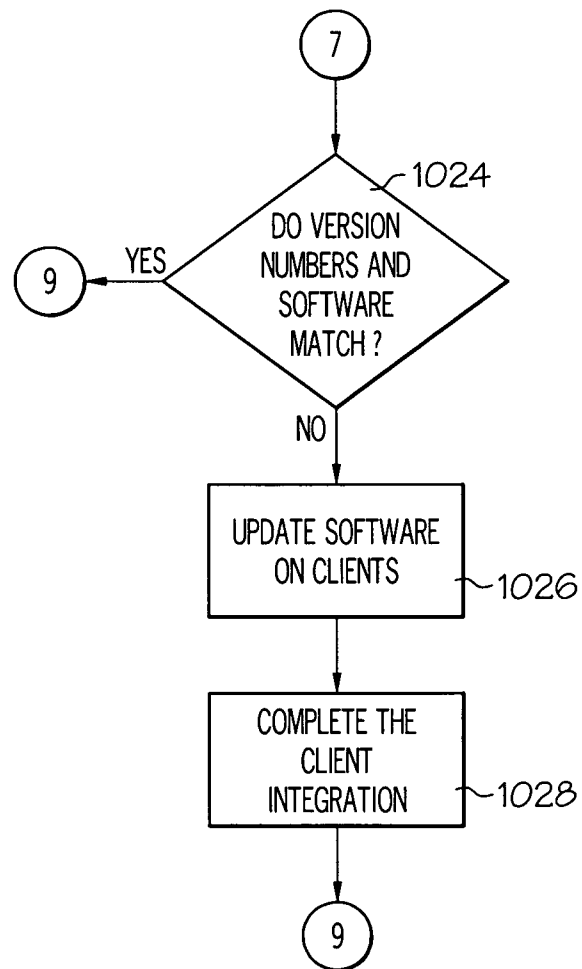 7
1024
DO VERSION
NUMBERS AND
SOFTWARE
MATCH ?
YES
9
NO
UPDATE SOFTWARE
ON CLIENTS
1026
COMPLETE THE
CLIENT
INTEGRATION
1028
9